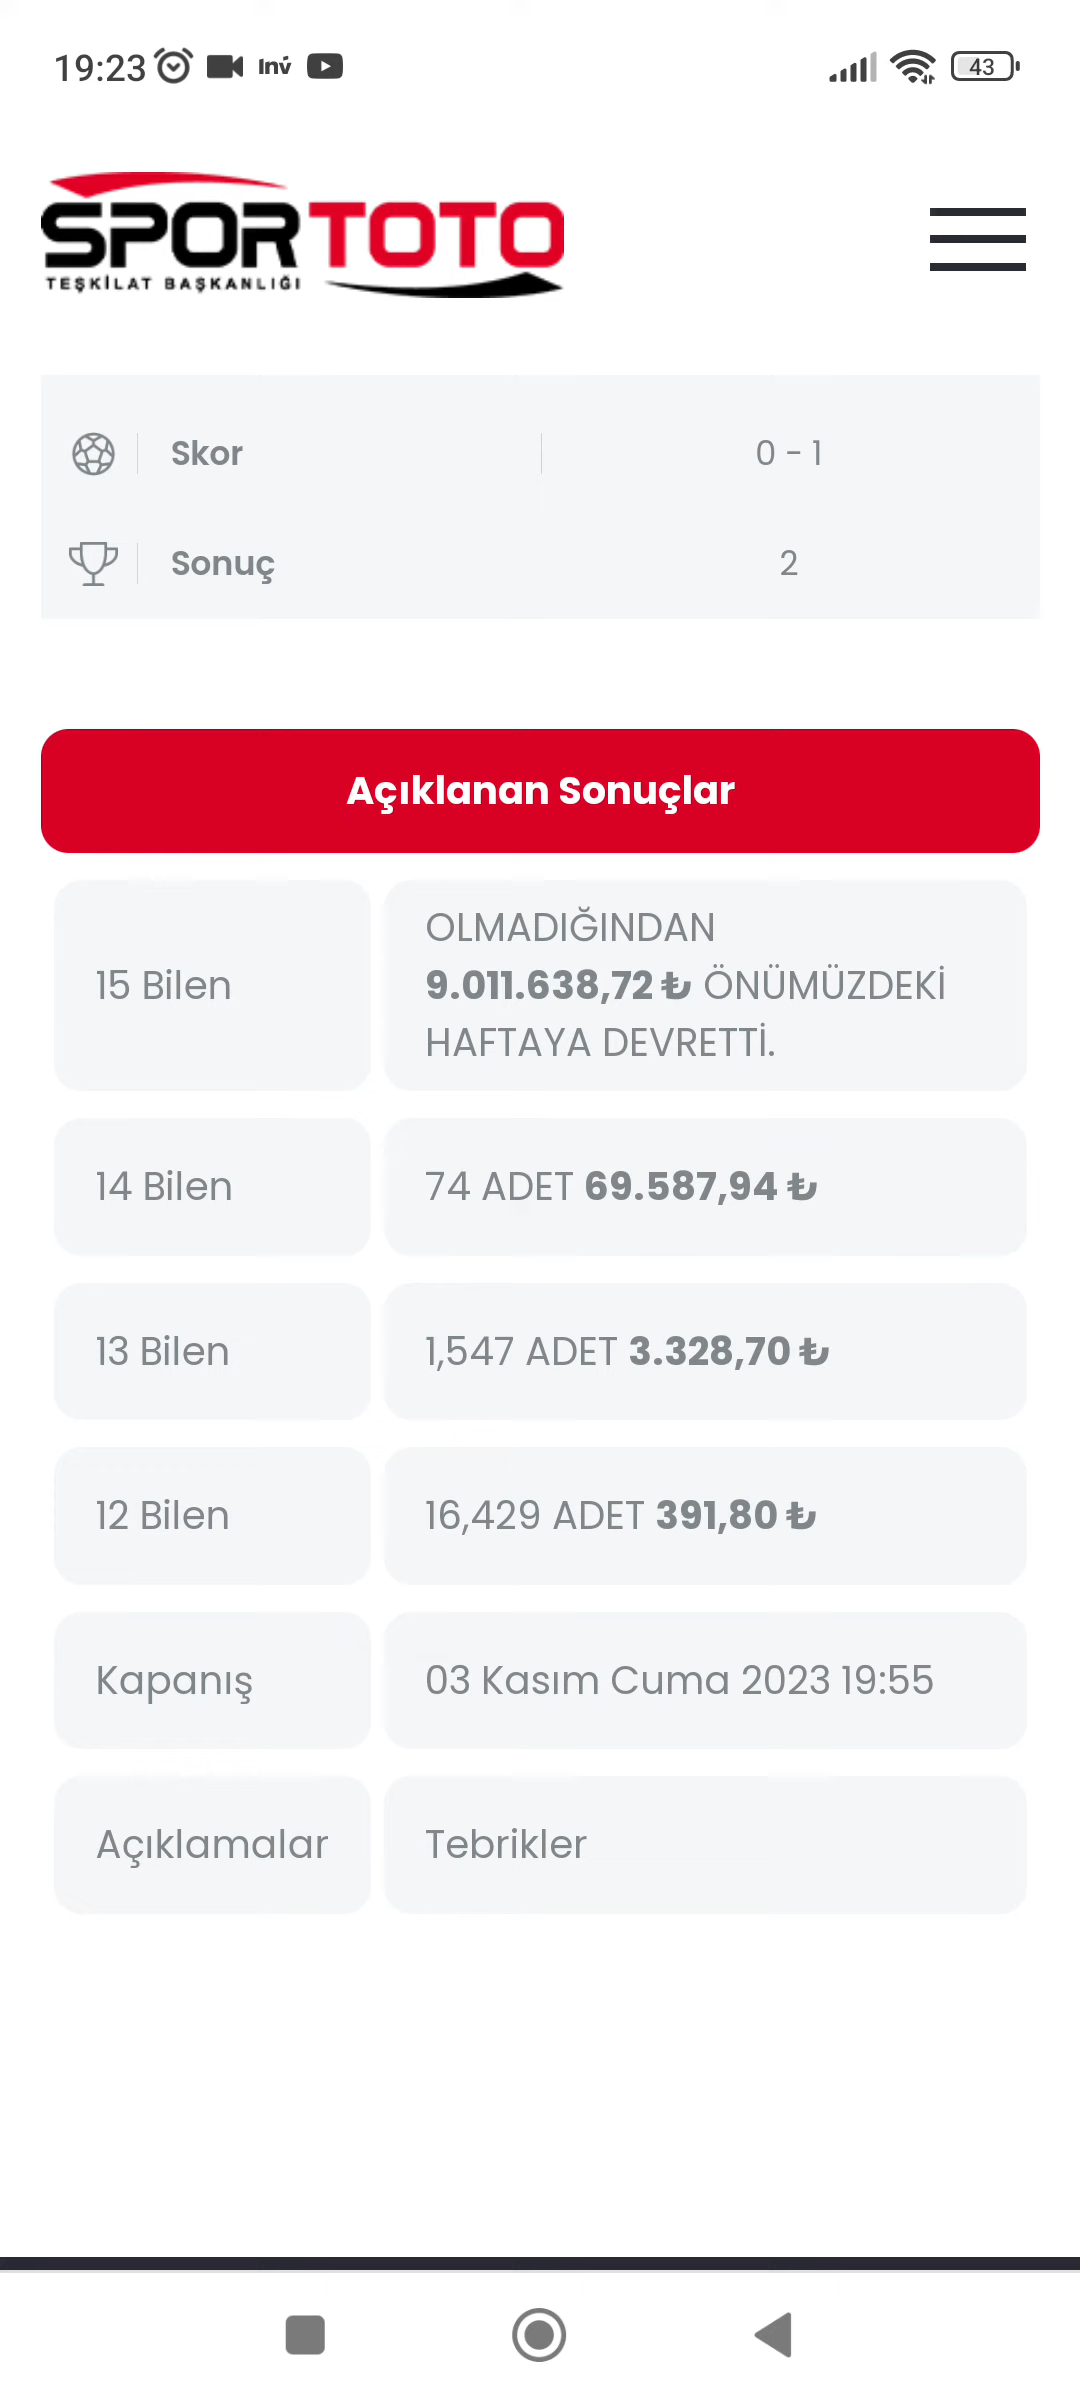 19:23 Inv 43
SPORTOTO
TEŞKİLAT BAŞKANLIĞI
Skor 0 - 1
Sonuç 2
Açıklanan Sonuçlar
15 Bilen
OLMADIĞINDAN
9.011.638,72 ₺ ÖNÜMÜZDEKİ
HAFTAYA DEVRETTİ.
14 Bilen 74 ADET 69.587,94 ₺
13 Bilen 1,547 ADET 3.328,70 ₺
12 Bilen 16,429 ADET 391,80 ₺
Kapanış 03 Kasım Cuma 2023 19:55
Açıklamalar Tebrikler